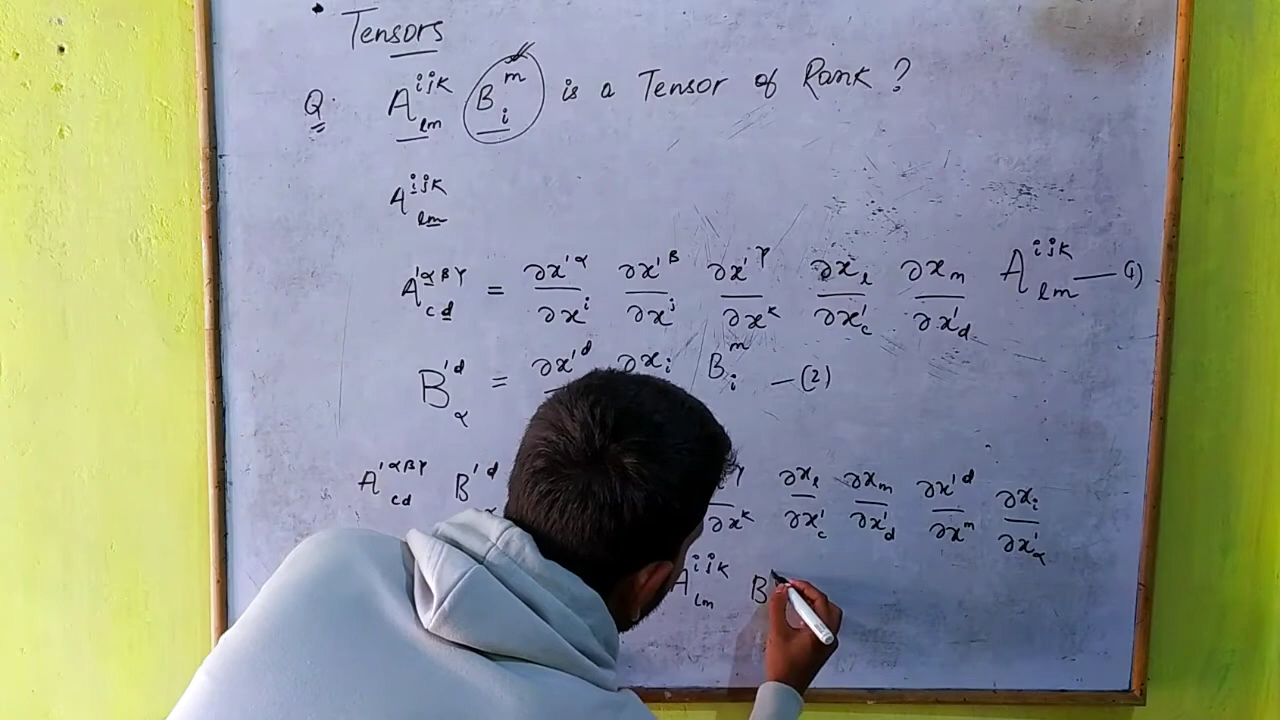 • Tensors
Q. A^{ijk}_{lm} B_i^m is a Tensor of Rank ?
A^{ijk}_{lm}
A'^{αβγ}_{cd} = ∂x'^α/∂x^i ∂x'^β/∂x^j ∂x'^γ/∂x^k ∂x_l/∂x'_c ∂x_m/∂x'_d A^{ijk}_{lm} — (1)
B'^d_α = ∂x'^d ∂x_i B^m_i — (2)
A'^{αβγ}_{cd} B'^d ∂x^k ∂x_l/∂x'_c ∂x_m/∂x'_d ∂x'^d/∂x^m ∂x_i/∂x'_α
A^{ijk}_{lm} B